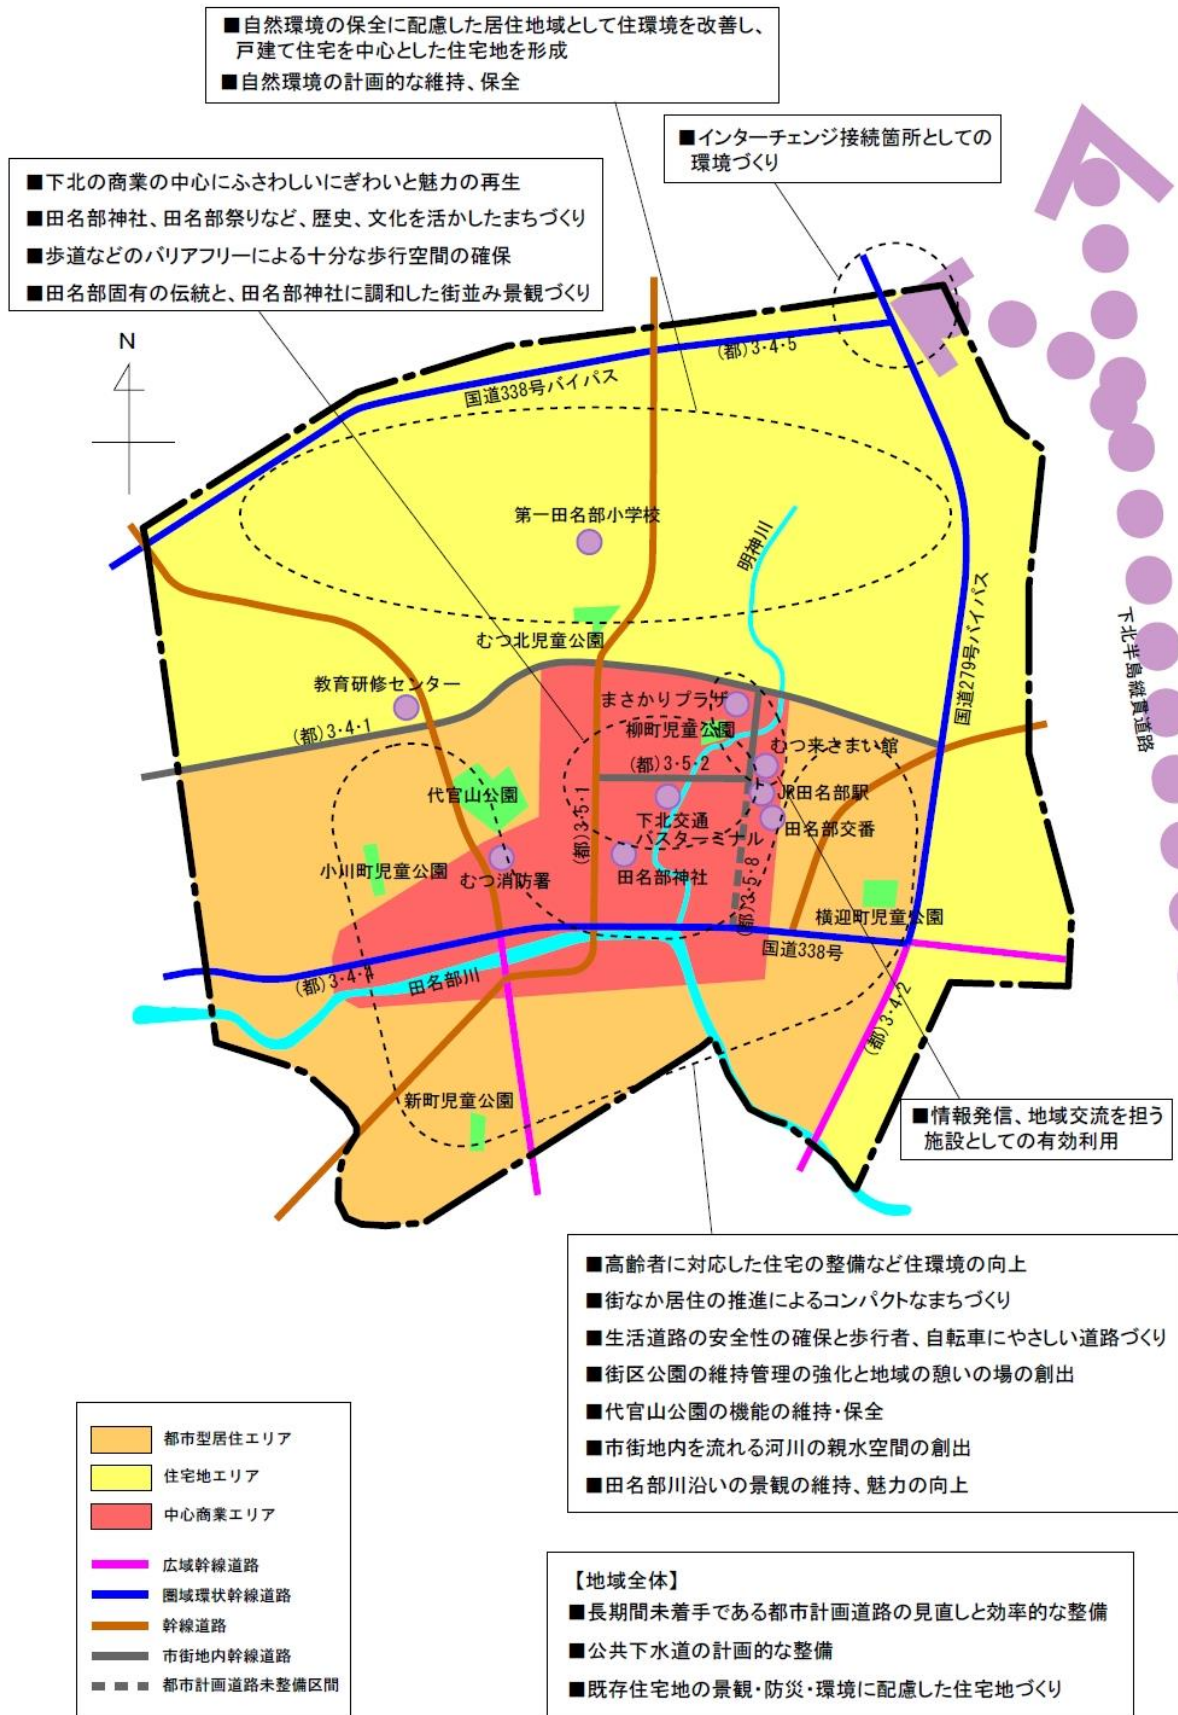 ■自然環境の保全に配慮した居住地域として住環境を改善し、
戸建て住宅を中心とした住宅地を形成
■自然環境の計画的な維持、保全
■インターチェンジ接続箇所としての
環境づくり
■下北の商業の中心にふさわしいにぎわいと魅力の再生
■田名部神社、田名部祭りなど、歴史、文化を活かしたまちづくり
■歩道などのバリアフリーによる十分な歩行空間の確保
■田名部固有の伝統と、田名部神社に調和した街並み景観づくり
N
(都)3・4・5
国道338号バイパス
第一田名部小学校
明神川
国道279号バイパス
下北半島縦貫道路
むつ北児童公園
教育研修センター
まさかりプラザ
(都)3・4・1
柳町児童公園
むつ来さまい館
(都)3・5・2
代官山公園
JR田名部駅
下北交通
バスターミナル
田名部交番
(都)3・5・1
小川町児童公園
むつ消防署
田名部神社
(都)3・5・8
横迎町児童公園
国道338号
(都)3・4・4
田名部川
(都)3・4・2
新町児童公園
■情報発信、地域交流を担う
施設としての有効利用
■高齢者に対応した住宅の整備など住環境の向上
■街なか居住の推進によるコンパクトなまちづくり
■生活道路の安全性の確保と歩行者、自転車にやさしい道路づくり
■街区公園の維持管理の強化と地域の憩いの場の創出
■代官山公園の機能の維持・保全
■市街地内を流れる河川の親水空間の創出
■田名部川沿いの景観の維持、魅力の向上
都市型居住エリア
住宅地エリア
中心商業エリア
広域幹線道路
圏域環状幹線道路
幹線道路
市街地内幹線道路
都市計画道路未整備区間
【地域全体】
■長期間未着手である都市計画道路の見直しと効率的な整備
■公共下水道の計画的な整備
■既存住宅地の景観・防災・環境に配慮した住宅地づくり